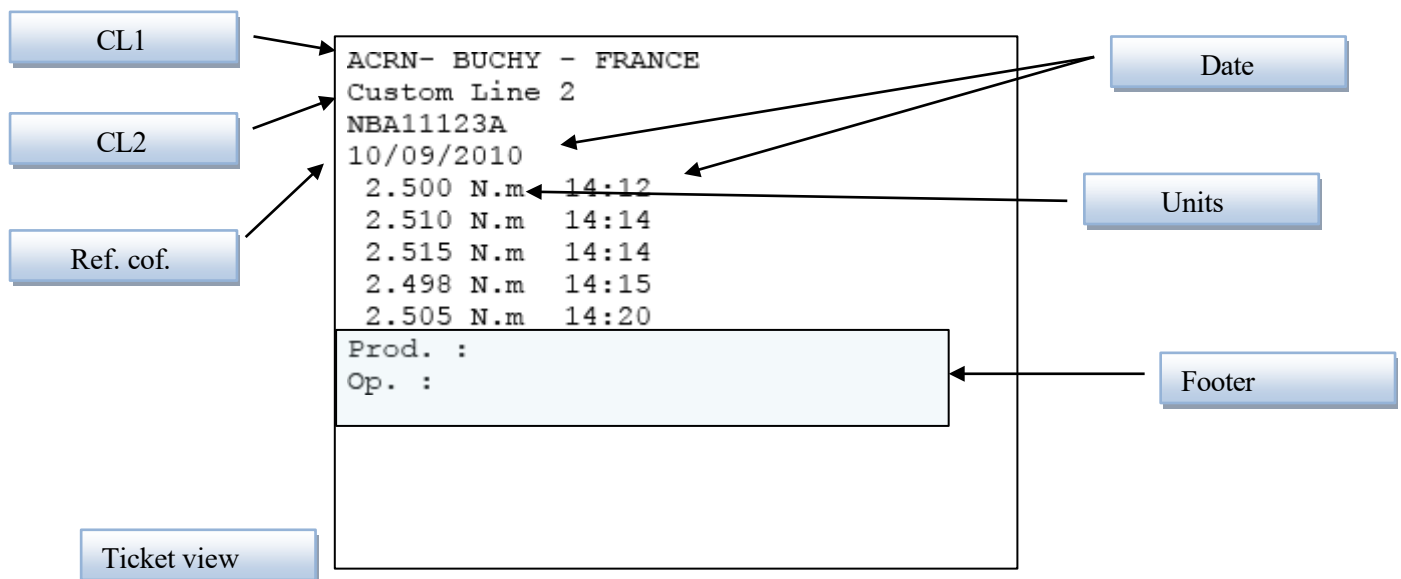 CL1
CL2
Ref. cof.
ACRN- BUCHY - FRANCE
Custom Line 2
NBA11123A
10/09/2010
2.500 N.m 14:12
2.510 N.m 14:14
2.515 N.m 14:14
2.498 N.m 14:15
2.505 N.m 14:20
Prod. :
Op. :
Date
Units
Footer
Ticket view